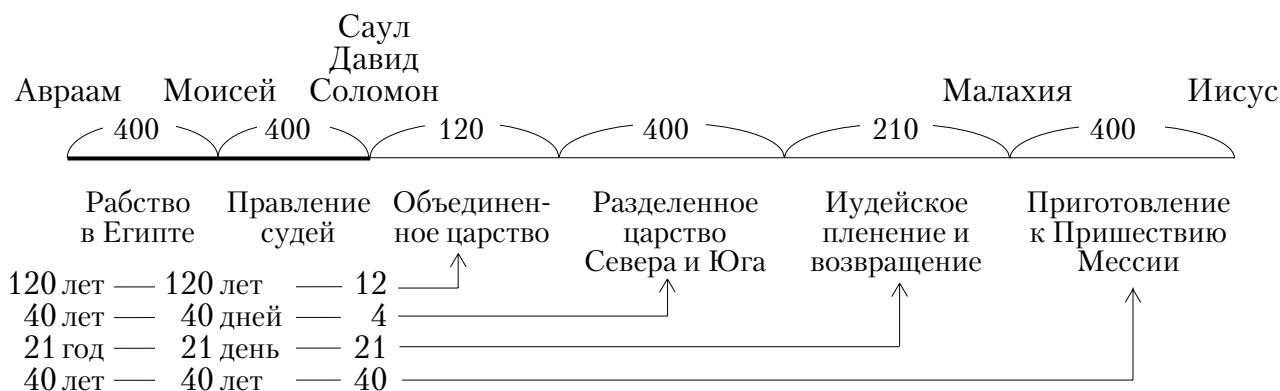 Саул
Давид
Авраам Моисей Соломон Малахия Иисус
400 400 120 400 210 400
Рабство Правление Объединен- Разделенное Иудейское Приготовление
в Египте судей ное царство царство пленение и к Пришествию
Севера и Юга возвращение Мессии
120 лет — 120 лет — 12
40 лет — 40 дней — 4
21 год — 21 день — 21
40 лет — 40 лет — 40